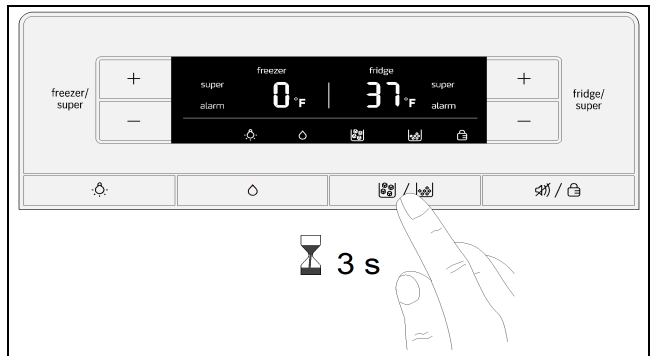 freezer/
super
+
−
freezer
super
alarm
0°F
fridge
37°F
super
alarm
+
−
fridge/
super
/
/
3 s